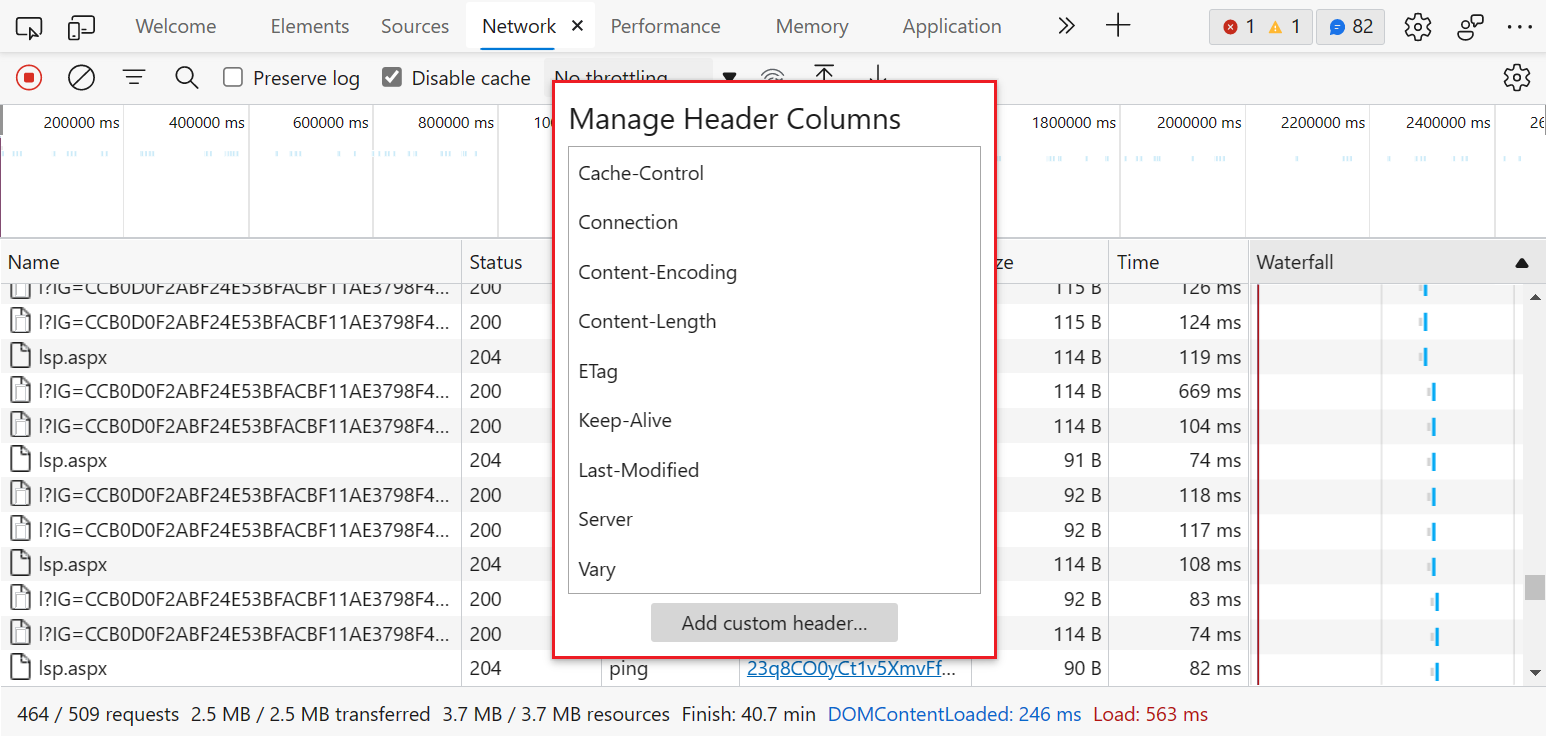 Welcome Elements Sources Network Performance Memory Application 1 1 82
Preserve log Disable cache No throttling
200000 ms 400000 ms 600000 ms 800000 ms 1800000 ms 2000000 ms 2200000 ms 2400000 ms
Manage Header Columns
Cache-Control
Connection
Content-Encoding
Content-Length
ETag
Keep-Alive
Last-Modified
Server
Vary
Add custom header...
Name Status Time Waterfall
l?IG=CCB0D0F2ABF24E53BFACBF11AE3798F4... 200 115 B 126 ms
l?IG=CCB0D0F2ABF24E53BFACBF11AE3798F4... 200 115 B 124 ms
lsp.aspx 204 114 B 119 ms
l?IG=CCB0D0F2ABF24E53BFACBF11AE3798F4... 200 114 B 669 ms
l?IG=CCB0D0F2ABF24E53BFACBF11AE3798F4... 200 114 B 104 ms
lsp.aspx 204 91 B 74 ms
l?IG=CCB0D0F2ABF24E53BFACBF11AE3798F4... 200 92 B 118 ms
l?IG=CCB0D0F2ABF24E53BFACBF11AE3798F4... 200 92 B 117 ms
lsp.aspx 204 114 B 108 ms
l?IG=CCB0D0F2ABF24E53BFACBF11AE3798F4... 200 92 B 83 ms
l?IG=CCB0D0F2ABF24E53BFACBF11AE3798F4... 200 114 B 74 ms
lsp.aspx 204 ping 23q8CO0yCt1v5XmvFf... 90 B 82 ms
464 / 509 requests 2.5 MB / 2.5 MB transferred 3.7 MB / 3.7 MB resources Finish: 40.7 min DOMContentLoaded: 246 ms Load: 563 ms